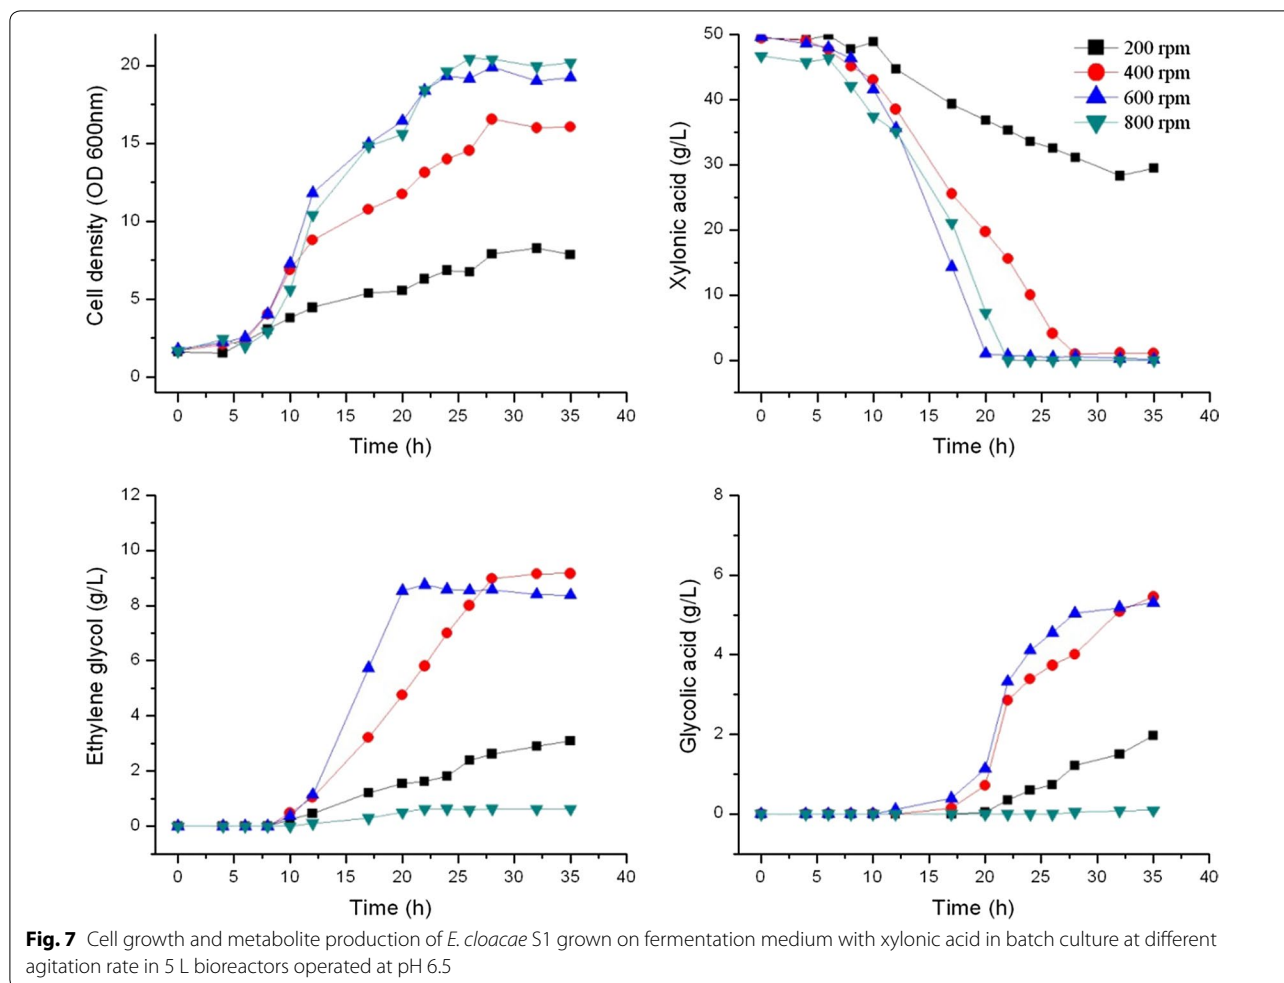 20
15
10
5
0
Cell density (OD 600nm)
0 5 10 15 20 25 30 35 40
Time (h)
50
40
30
20
10
0
Xylonic acid (g/L)
200 rpm
400 rpm
600 rpm
800 rpm
0 5 10 15 20 25 30 35 40
Time (h)
12
10
8
6
4
2
0
Ethylene glycol (g/L)
0 5 10 15 20 25 30 35 40
Time (h)
8
6
4
2
0
Glycolic acid (g/L)
0 5 10 15 20 25 30 35 40
Time (h)
Fig. 7 Cell growth and metabolite production of E. cloacae S1 grown on fermentation medium with xylonic acid in batch culture at different
agitation rate in 5 L bioreactors operated at pH 6.5